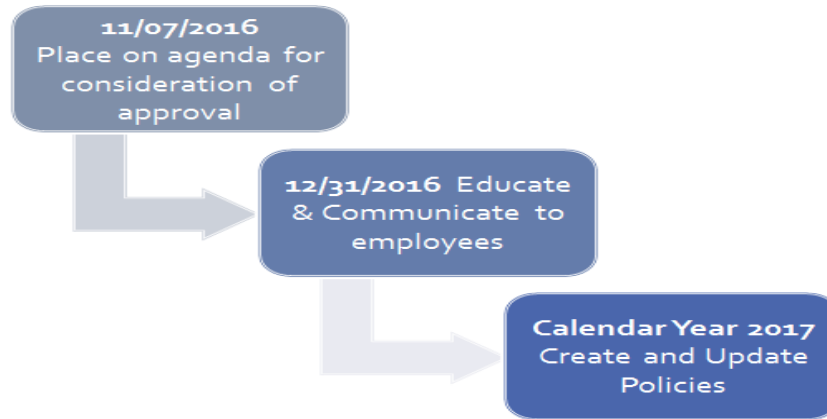 11/07/2016
Place on agenda for
consideration of
approval
12/31/2016 Educate
& Communicate to
employees
Calendar Year 2017
Create and Update
Policies